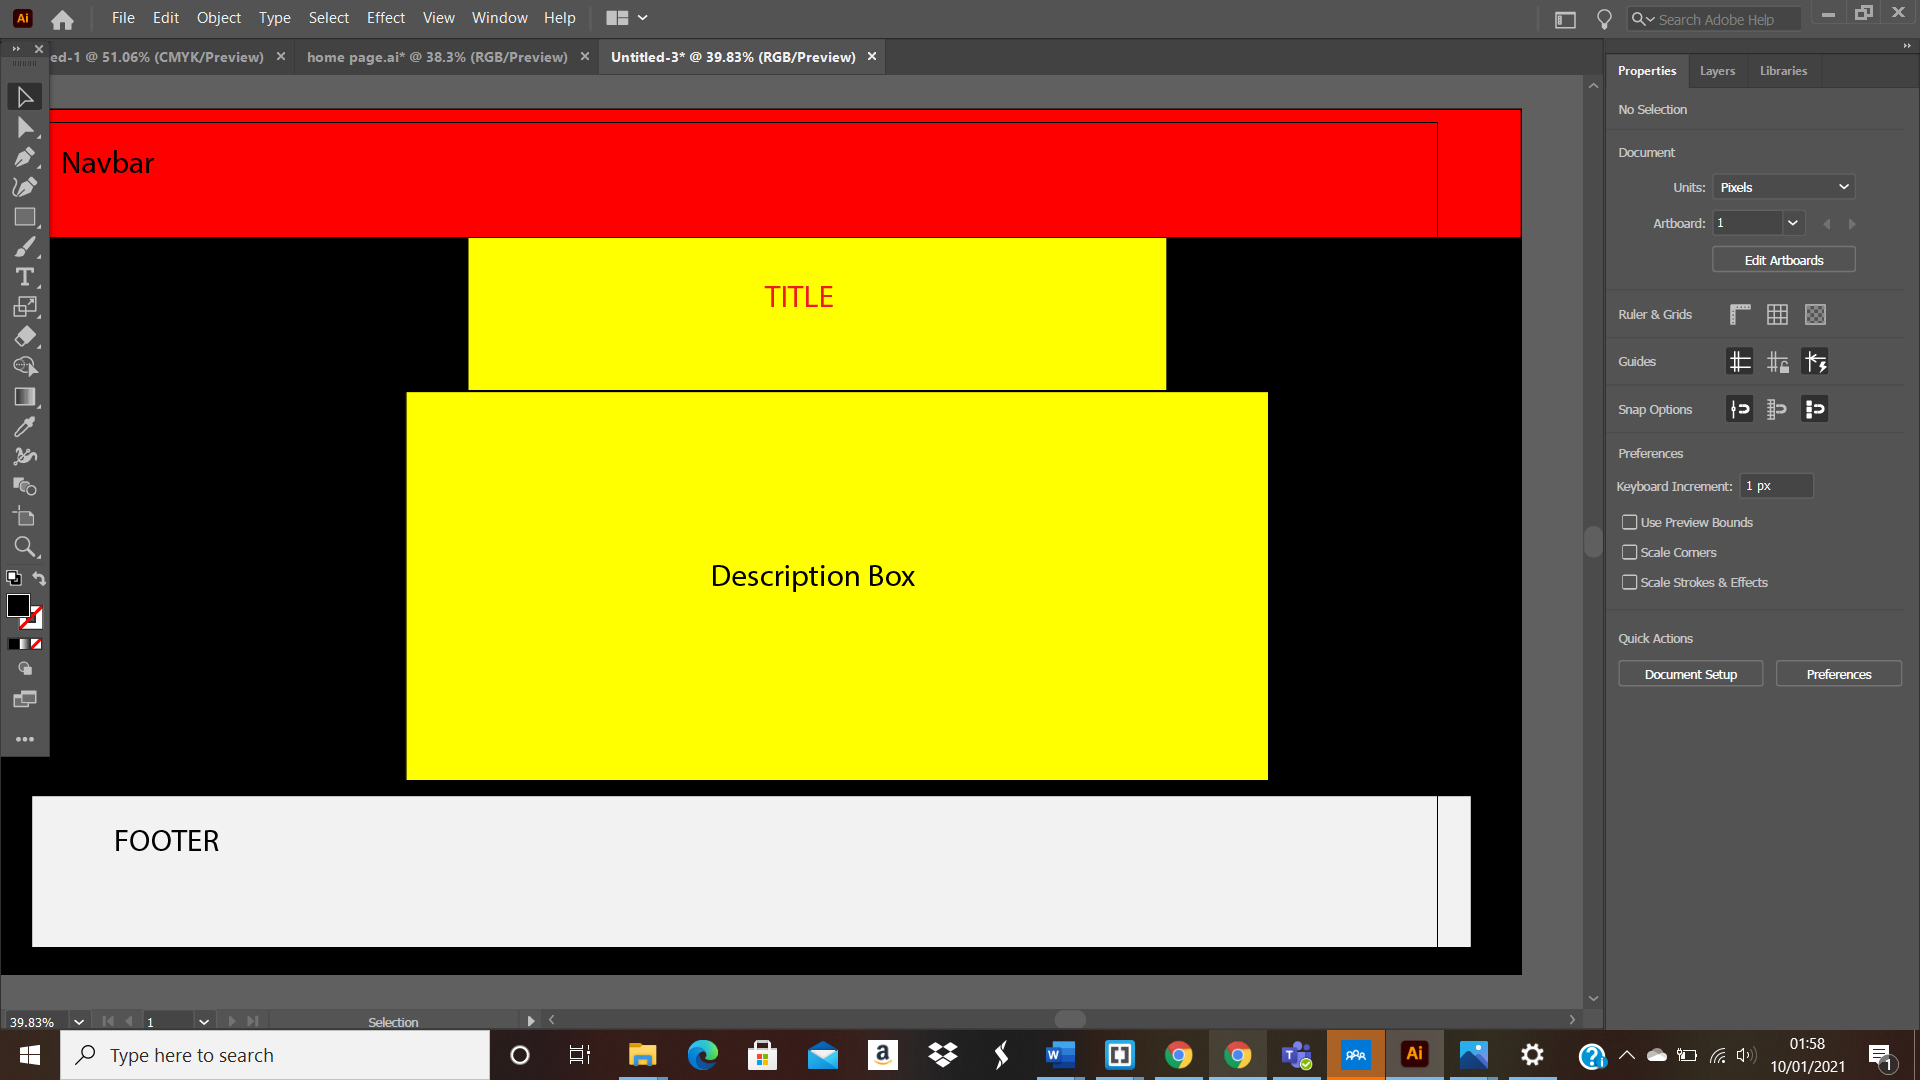 Ai File Edit Object Type Select Effect View Window Help Search Adobe Help
ed-1 @ 51.06% (CMYK/Preview) home page.ai* @ 38.3% (RGB/Preview) Untitled-3* @ 39.83% (RGB/Preview)
Properties Layers Libraries
No Selection
Document
Units: Pixels
Artboard: 1
Edit Artboards
Ruler & Grids
Guides
Snap Options
Preferences
Keyboard Increment: 1 px
Use Preview Bounds
Scale Corners
Scale Strokes & Effects
Quick Actions
Document Setup Preferences
Navbar
TITLE
Description Box
FOOTER
39.83% 1 Selection
Type here to search
01:58
10/01/2021
1